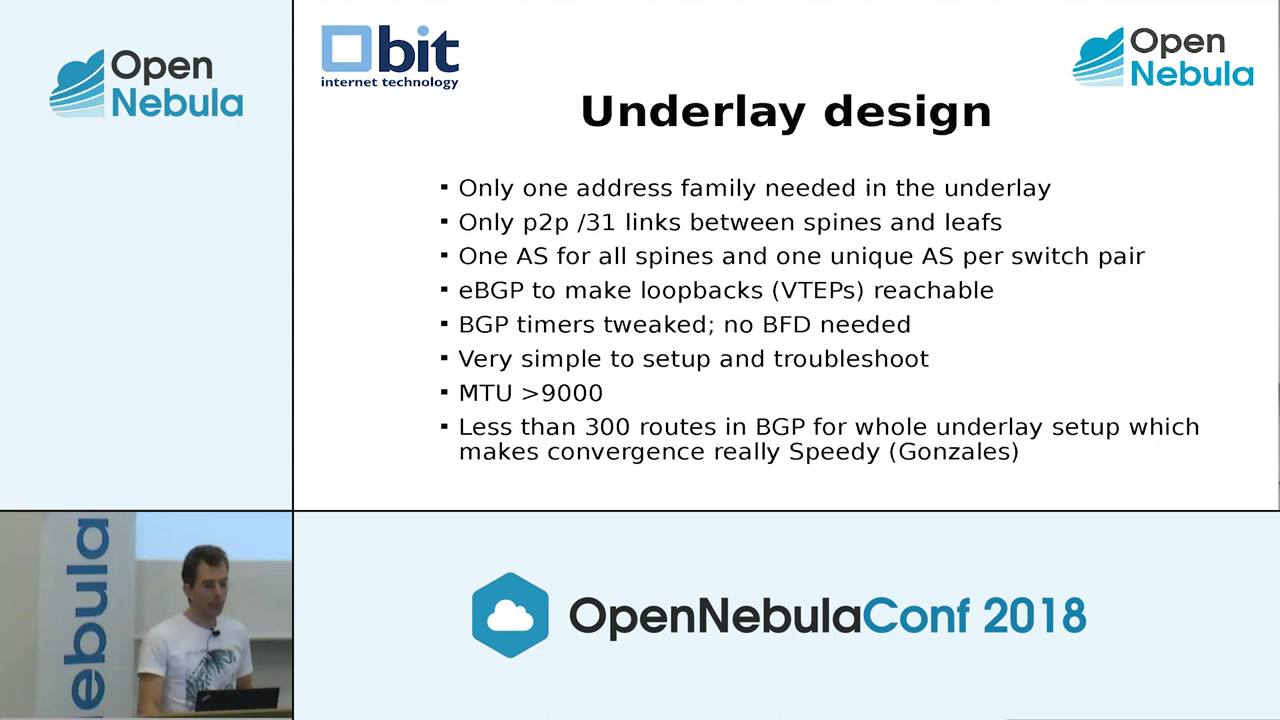 Open
Nebula
bit
internet technology
Open
Nebula
Underlay design
▪ Only one address family needed in the underlay
▪ Only p2p /31 links between spines and leafs
▪ One AS for all spines and one unique AS per switch pair
▪ eBGP to make loopbacks (VTEPs) reachable
▪ BGP timers tweaked; no BFD needed
▪ Very simple to setup and troubleshoot
▪ MTU >9000
▪ Less than 300 routes in BGP for whole underlay setup which
makes convergence really Speedy (Gonzales)
ebula
OpenNebulaConf 2018